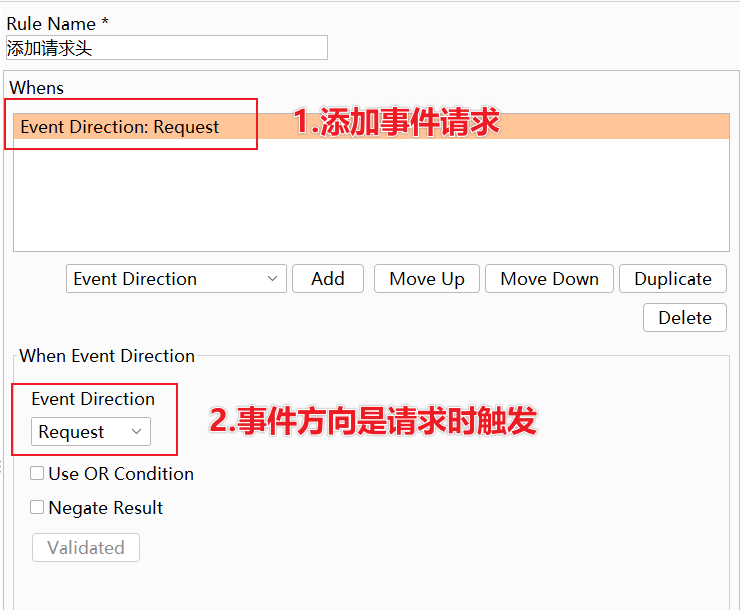 Rule Name *
添加请求头
Whens
Event Direction: Request
1.添加事件请求
Event Direction Add Move Up Move Down Duplicate
Delete
When Event Direction
Event Direction
Request
2.事件方向是请求时触发
Use OR Condition
Negate Result
Validated